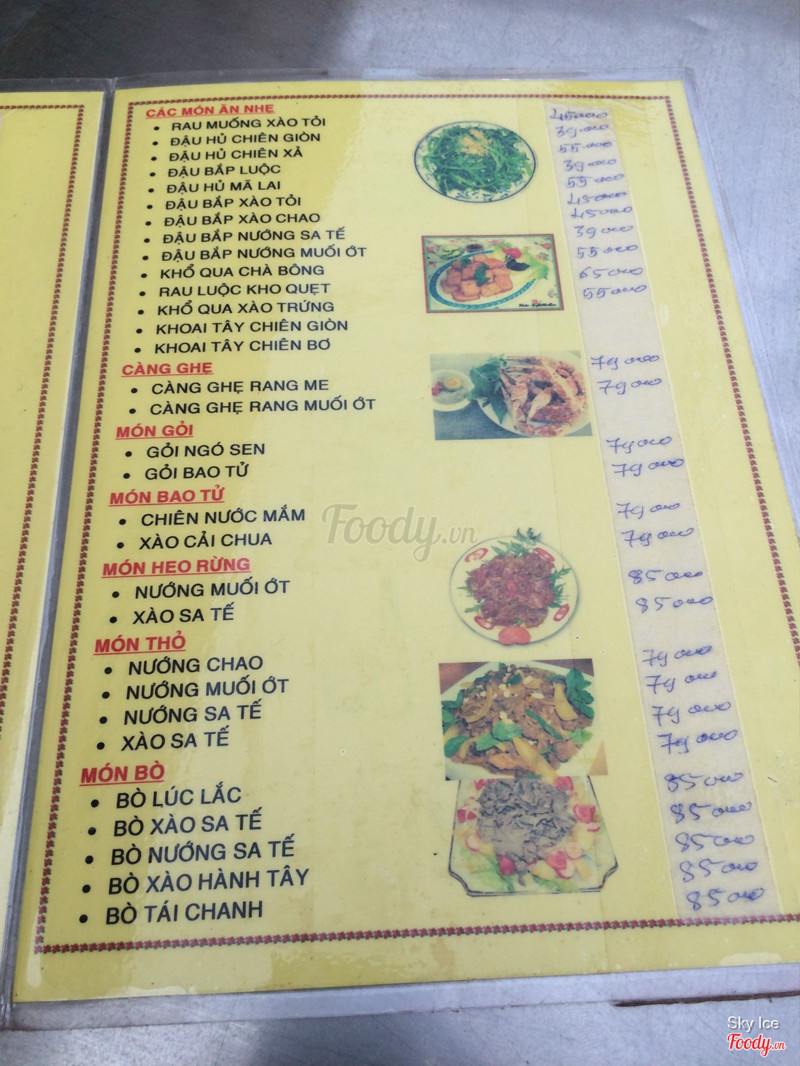 CÁC MÓN ĂN NHẸ
• RAU MUỐNG XÀO TỎI 45000
• ĐẬU HỦ CHIÊN GIÒN 39000
• ĐẬU HỦ CHIÊN XẢ 55000
• ĐẬU BẮP LUỘC 39000
• ĐẬU HỦ MÃ LAI 55000
• ĐẬU BẮP XÀO TỎI 45000
• ĐẬU BẮP XÀO CHAO 45000
• ĐẬU BẮP NƯỚNG SA TẾ 39000
• ĐẬU BẮP NƯỚNG MUỐI ỚT 55000
• KHỔ QUA CHÀ BÔNG 65000
• RAU LUỘC KHO QUẸT 55000
• KHỔ QUA XÀO TRỨNG
• KHOAI TÂY CHIÊN GIÒN
• KHOAI TÂY CHIÊN BƠ
CÀNG GHẸ
• CÀNG GHẸ RANG ME 79000
• CÀNG GHẸ RANG MUỐI ỚT 79000
MÓN GỎI
• GỎI NGÓ SEN 79000
• GỎI BAO TỬ 79000
MÓN BAO TỬ
• CHIÊN NƯỚC MẮM 79000
• XÀO CẢI CHUA 79000
MÓN HEO RỪNG
• NƯỚNG MUỐI ỚT 85000
• XÀO SA TẾ 85000
MÓN THỎ
• NƯỚNG CHAO 79000
• NƯỚNG MUỐI ỚT 79000
• NƯỚNG SA TẾ 79000
• XÀO SA TẾ 79000
MÓN BÒ
• BÒ LÚC LẮC 85000
• BÒ XÀO SA TẾ 85000
• BÒ NƯỚNG SA TẾ 85000
• BÒ XÀO HÀNH TÂY 85000
• BÒ TÁI CHANH 85000
Foody.vn
Sky Ice
Foody.vn